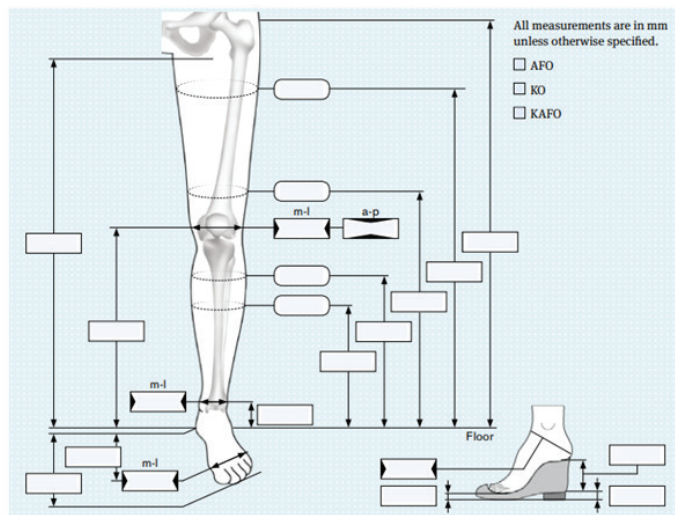 All measurements are in mm
unless otherwise specified.
AFO
KO
KAFO
m-l
a-p
m-l
Floor
m-l